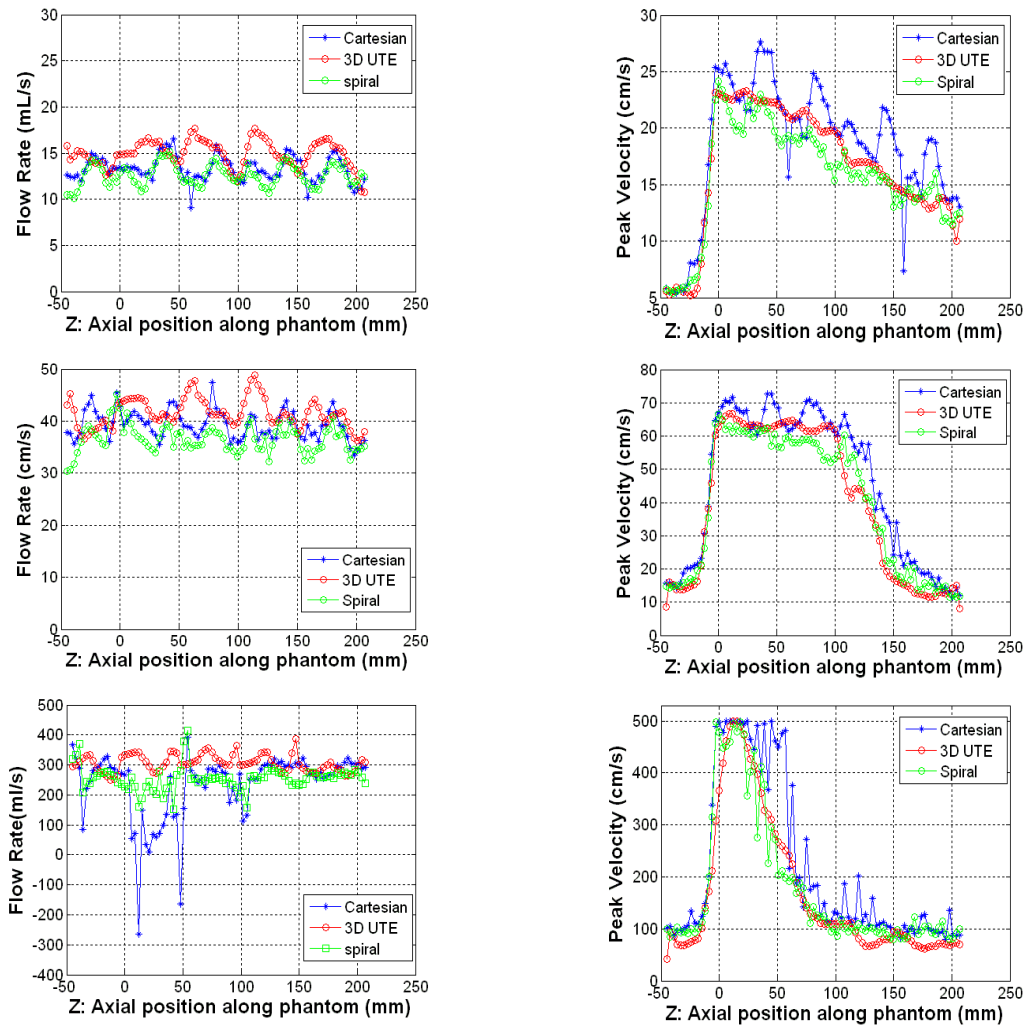 Flow Rate (mL/s)
30
25
20
15
10
5
0
-50 0 50 100 150 200 250
Z: Axial position along phantom (mm)
Cartesian
3D UTE
spiral
Peak Velocity (cm/s)
30
25
20
15
10
5
-50 0 50 100 150 200 250
Z: Axial position along phantom (mm)
Cartesian
3D UTE
Spiral
Flow Rate (cm/s)
50
40
30
20
10
0
-50 0 50 100 150 200 250
Z: Axial position along phantom (mm)
Cartesian
3D UTE
Spiral
Peak Velocity (cm/s)
80
70
60
50
40
30
20
10
0
-50 0 50 100 150 200 250
Z: Axial position along phantom (mm)
Cartesian
3D UTE
Spiral
Flow Rate(ml/s)
500
400
300
200
100
0
-100
-200
-300
-400
-50 0 50 100 150 200 250
Z: Axial position along phantom (mm)
Cartesian
3D UTE
spiral
Peak Velocity (cm/s)
500
400
300
200
100
0
-50 0 50 100 150 200 250
Z: Axial position along phantom (mm)
Cartesian
3D UTE
Spiral